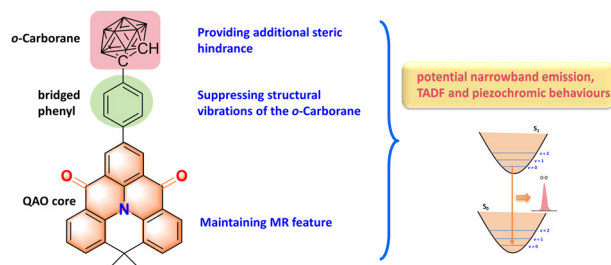 o-Carborane
CH
C
Providing additional steric
hindrance
bridged
phenyl
Suppressing structural
vibrations of the o-Carborane
O
O
QAO core
N
Maintaining MR feature
potential narrowband emission,
TADF and piezochromic behaviours
S1
v = 2
v = 1
v = 0
0-0
S0
v = 2
v = 1
v = 0